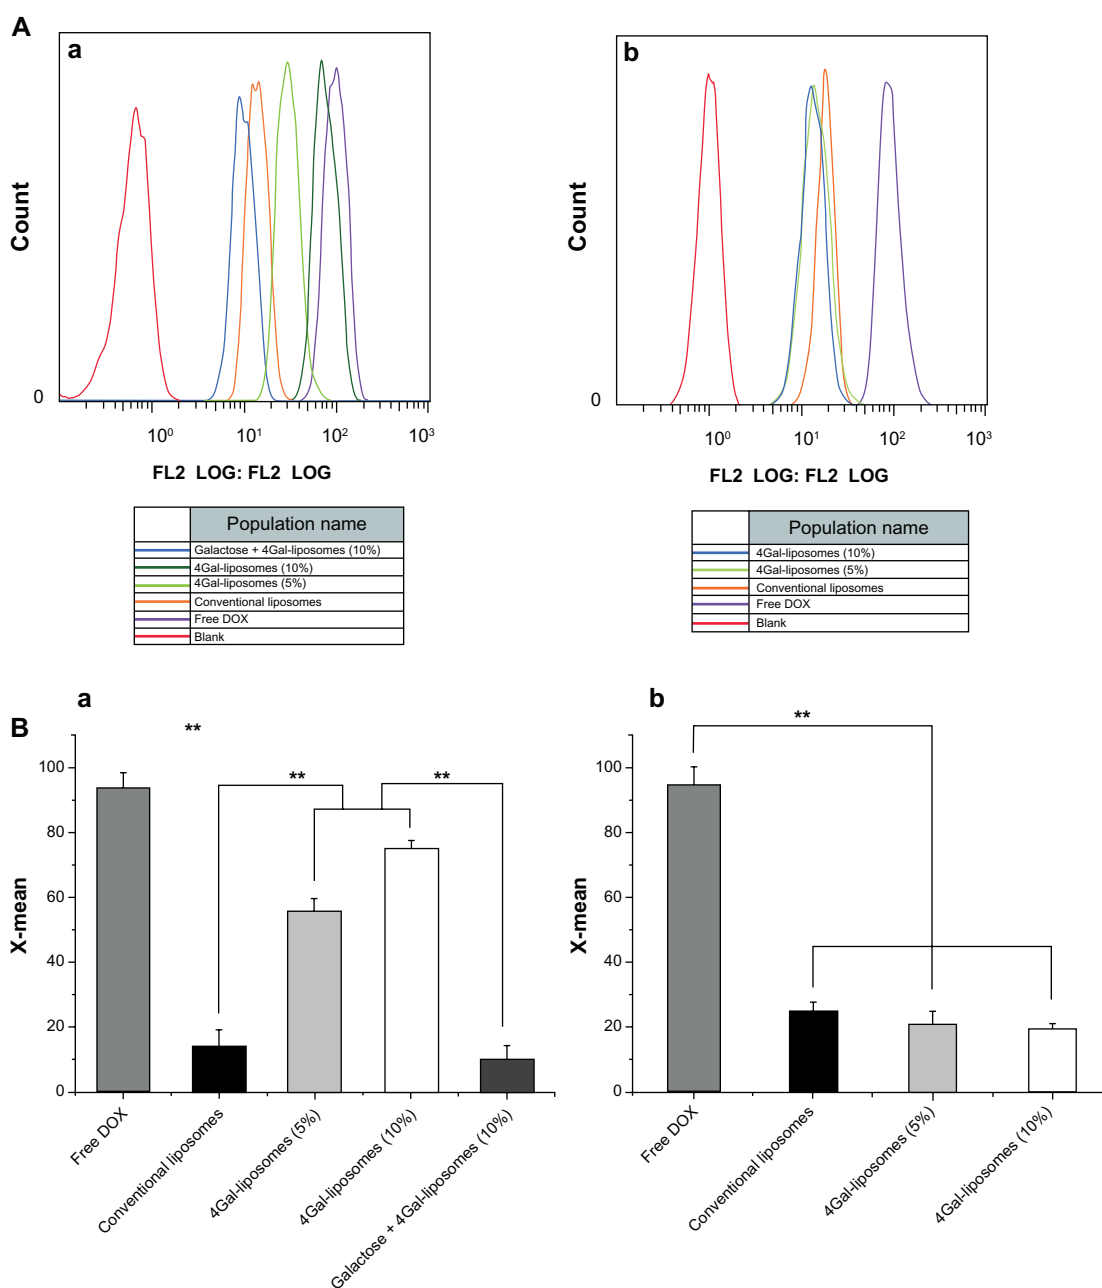 A
a
Count
0
10⁰ 10¹ 10² 10³
FL2 LOG: FL2 LOG
Population name
Galactose + 4Gal-liposomes (10%)
4Gal-liposomes (10%)
4Gal-liposomes (5%)
Conventional liposomes
Free DOX
Blank
b
Count
0
10⁰ 10¹ 10² 10³
FL2 LOG: FL2 LOG
Population name
4Gal-liposomes (10%)
4Gal-liposomes (5%)
Conventional liposomes
Free DOX
Blank
B
a
**
**
**
X-mean
100
80
60
40
20
0
Free DOX
Conventional liposomes
4Gal-liposomes (5%)
4Gal-liposomes (10%)
Galactose + 4Gal-liposomes (10%)
b
**
X-mean
100
80
60
40
20
0
Free DOX
Conventional liposomes
4Gal-liposomes (5%)
4Gal-liposomes (10%)